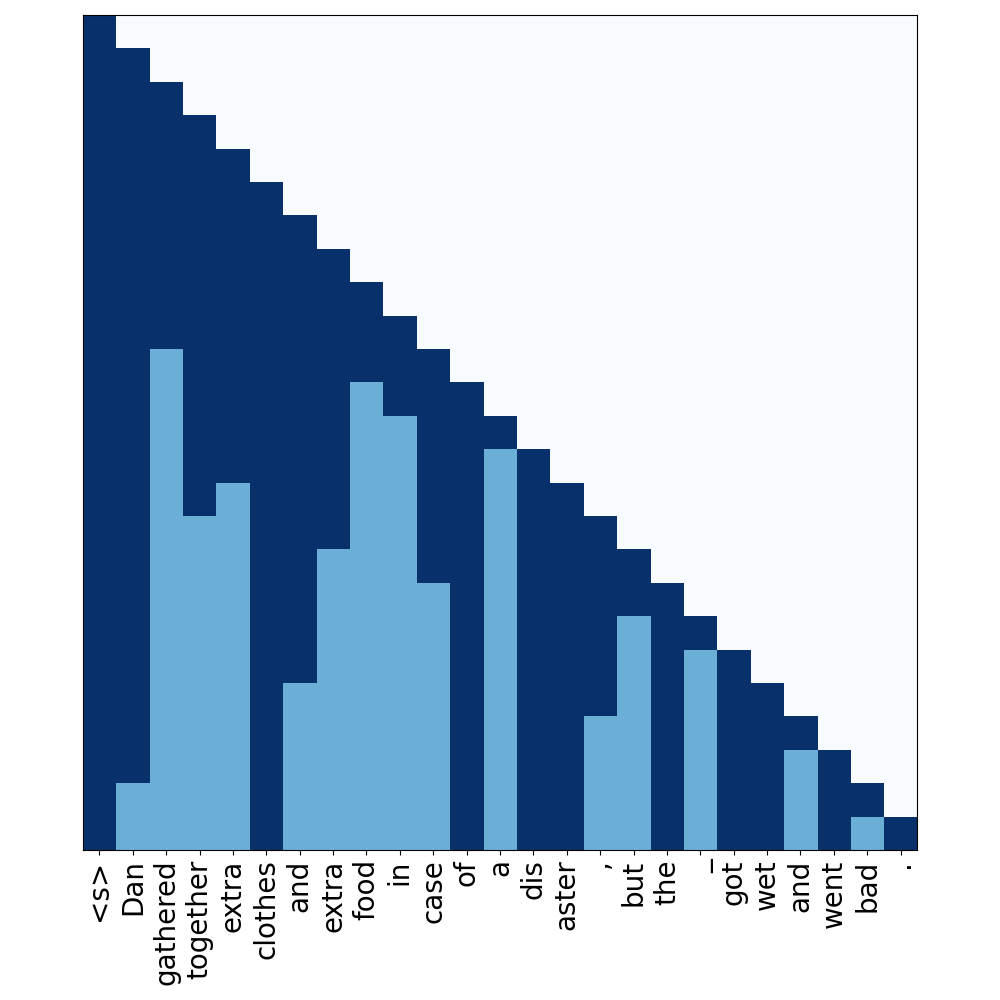 <s> Dan gathered together extra clothes and extra food in case of a dis aster , but the _ got wet and went bad .